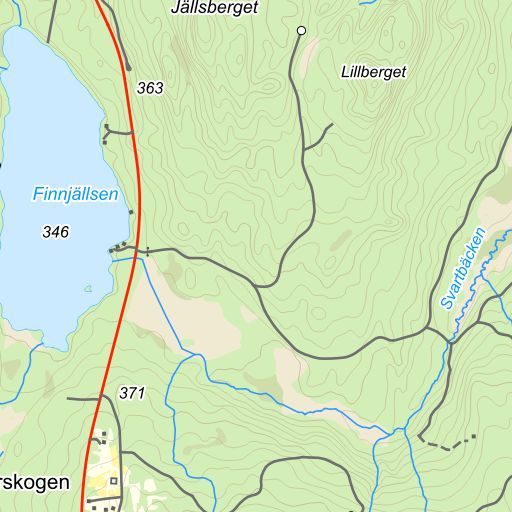 Jällsberget
Lillberget
363
Finnjällsen
346
Svartbäcken
371
rskogen